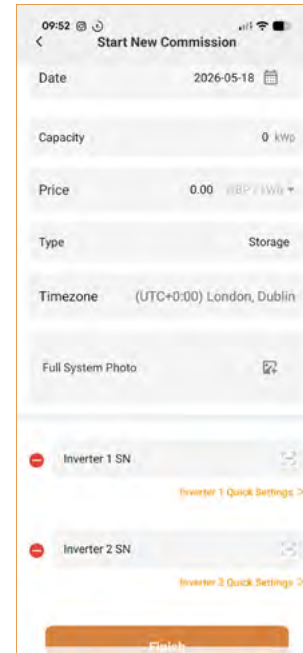 09:52
Start New Commission
Date 2026-05-18
Capacity 0 kWp
Price 0.00 GBP / kWh
Type Storage
Timezone (UTC+0:00) London, Dublin
Full System Photo
Inverter 1 SN
Inverter 1 Quick Settings >
Inverter 2 SN
Inverter 2 Quick Settings >
Finish